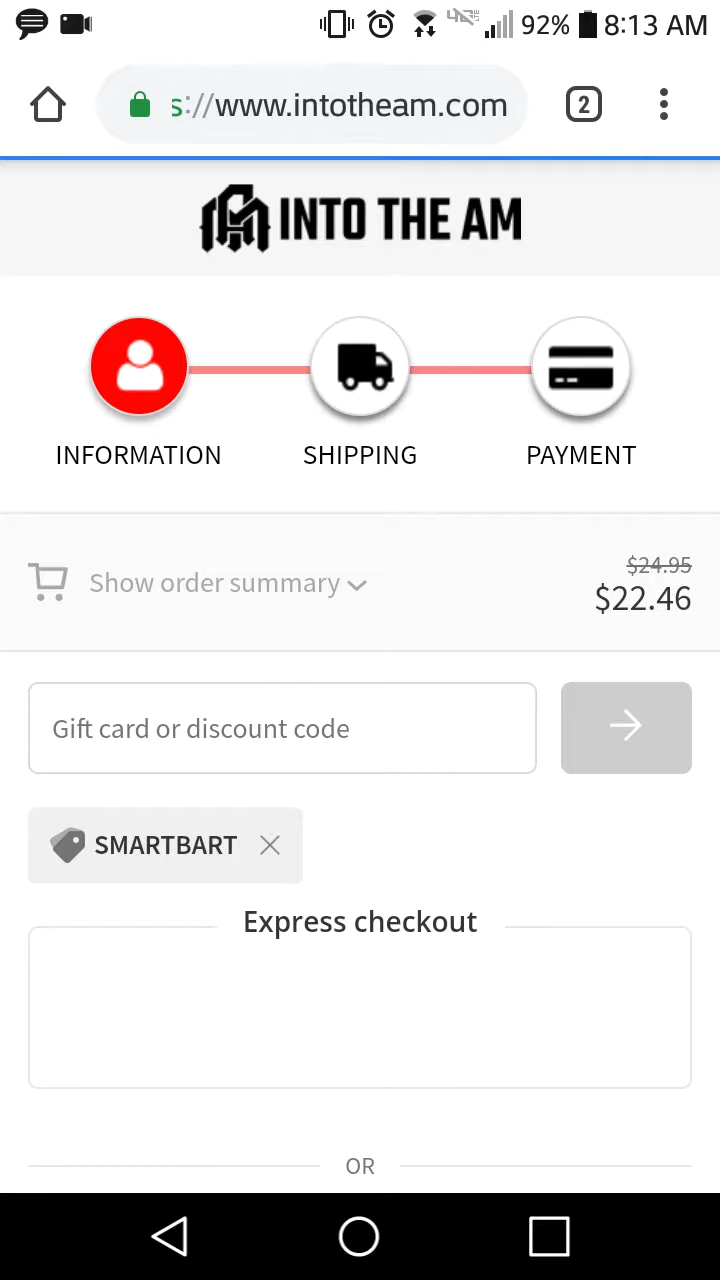 92% 8:13 AM
s://www.intotheam.com
2
INTO THE AM
INFORMATION SHIPPING PAYMENT
$24.95
Show order summary
$22.46
Gift card or discount code
SMARTBART
Express checkout
OR